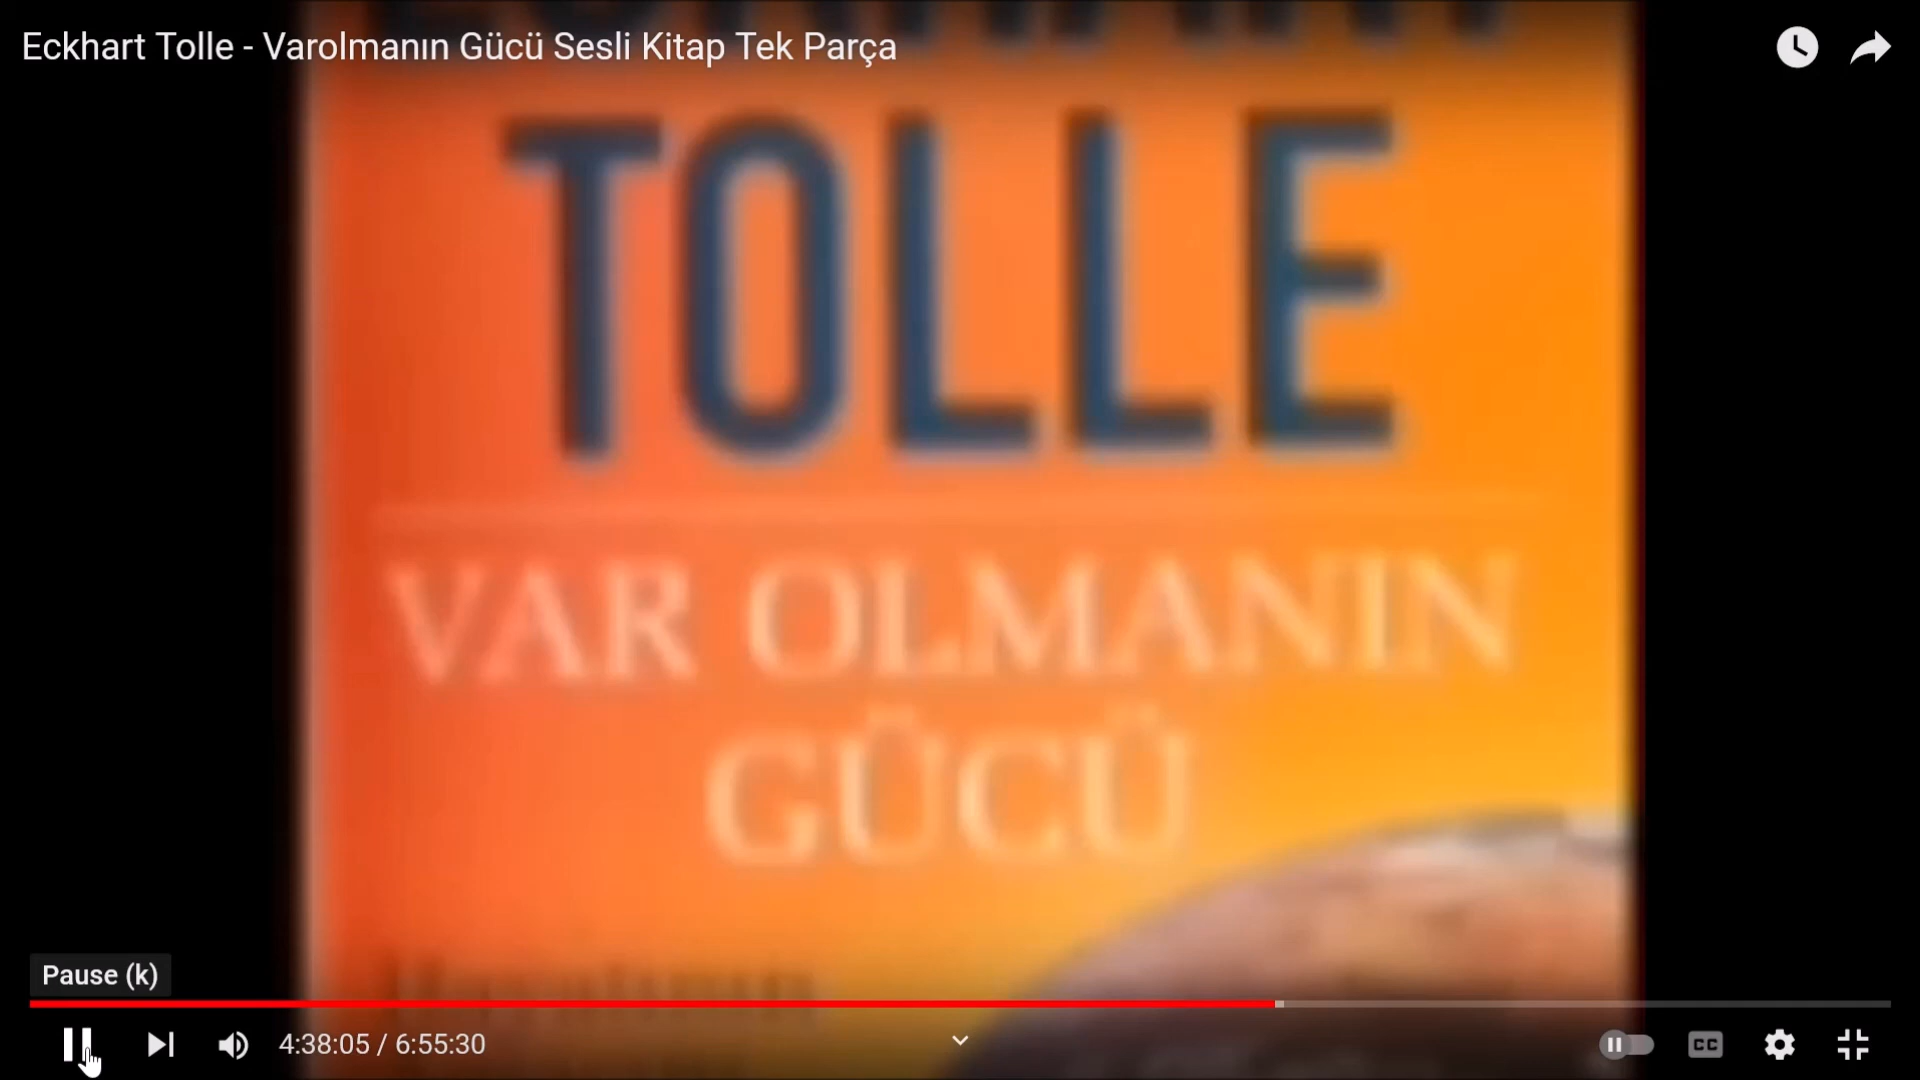 Eckhart Tolle - Varolmanın Gücü Sesli Kitap Tek Parça
TOLLE
VAR OLMANIN
GÜCÜ
Pause (k)
4:38:05 / 6:55:30
CC